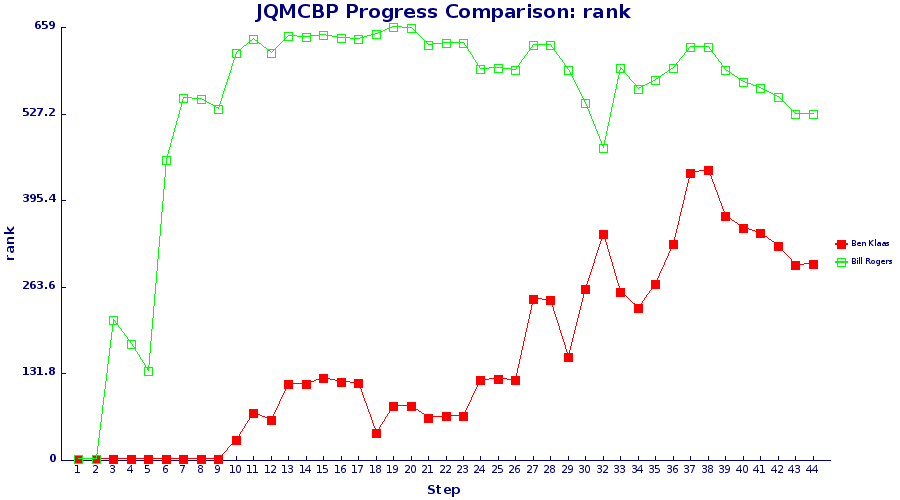 JQMCBP Progress Comparison: rank
659
527.2
395.4
263.6
131.8
0
rank
1 2 3 4 5 6 7 8 9 10 11 12 13 14 15 16 17 18 19 20 21 22 23 24 25 26 27 28 29 30 32 33 34 35 36 37 38 39 40 41 42 43 44
Step
Ben Klaas
Bill Rogers